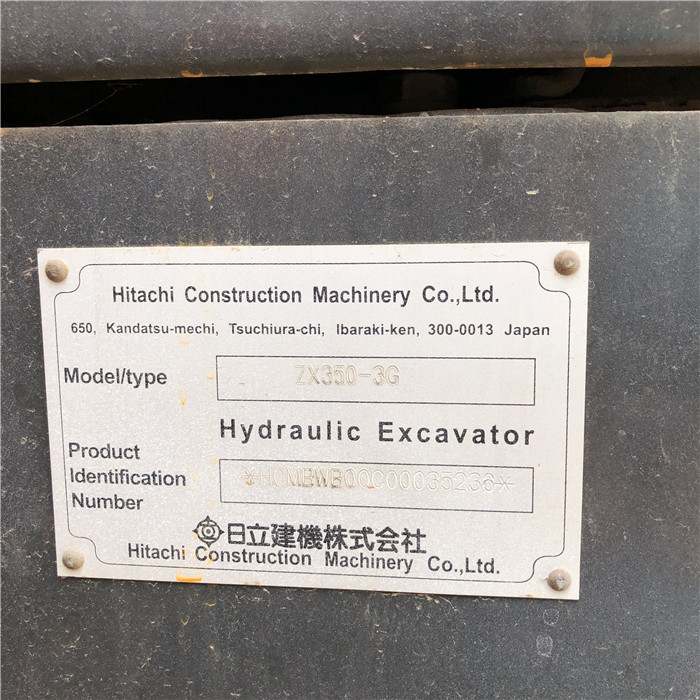 Hitachi Construction Machinery Co.,Ltd.
650, Kandatsu-mechi, Tsuchiura-chi, Ibaraki-ken, 300-0013 Japan
Model/type ZX350-3G
Hydraulic Excavator
Product
Identification
Number
日立建機株式会社
Hitachi Construction Machinery Co.,Ltd.